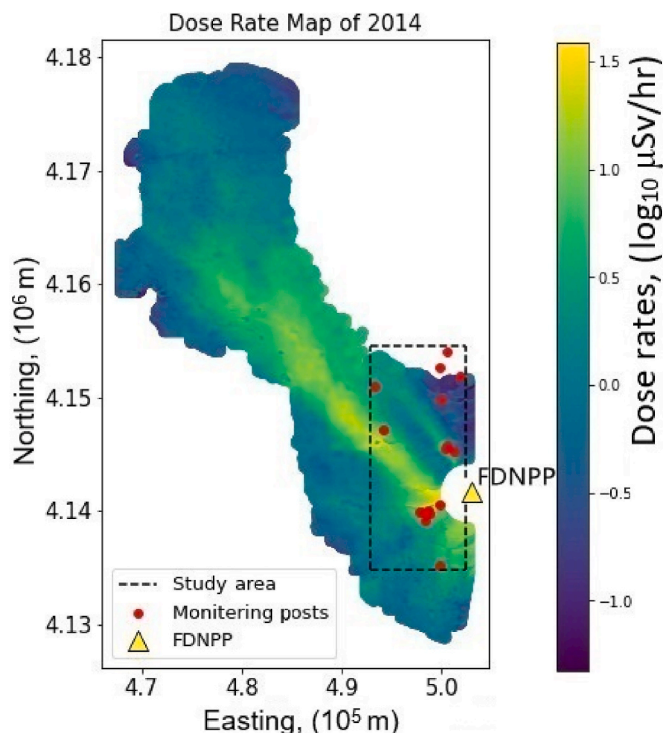 Dose Rate Map of 2014
4.18
4.17
4.16
4.15
4.14
4.13
Northing, (10⁶ m)
4.7 4.8 4.9 5.0
Easting, (10⁵ m)
FDNPP
Study area
Monitering posts
FDNPP
1.5
1.0
0.5
0.0
−0.5
−1.0
Dose rates, (log₁₀ μSv/hr)